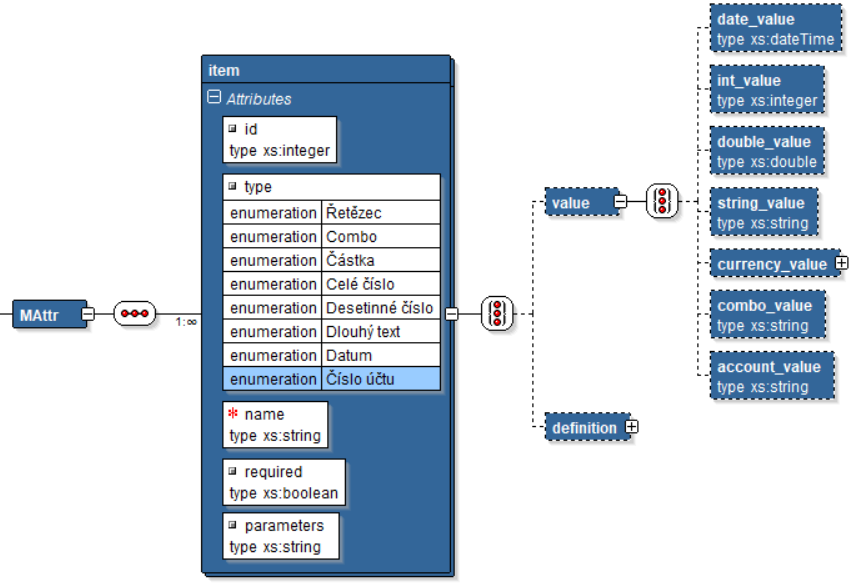 MAttr
1:∞
item
Attributes
id
type xs:integer
type
enumeration Řetězec
enumeration Combo
enumeration Částka
enumeration Celé číslo
enumeration Desetinné číslo
enumeration Dlouhý text
enumeration Datum
enumeration Číslo účtu
* name
type xs:string
required
type xs:boolean
parameters
type xs:string
value
definition
date_value
type xs:dateTime
int_value
type xs:integer
double_value
type xs:double
string_value
type xs:string
currency_value
combo_value
type xs:string
account_value
type xs:string